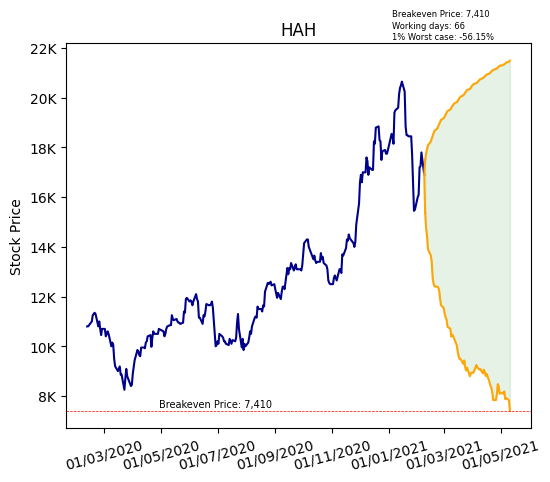 Breakeven Price: 7,410
Working days: 66
1% Worst case: -56.15%
HAH
Stock Price
22K
20K
18K
16K
14K
12K
10K
8K
Breakeven Price: 7,410
01/03/2020 01/05/2020 01/07/2020 01/09/2020 01/11/2020 01/01/2021 01/03/2021 01/05/2021